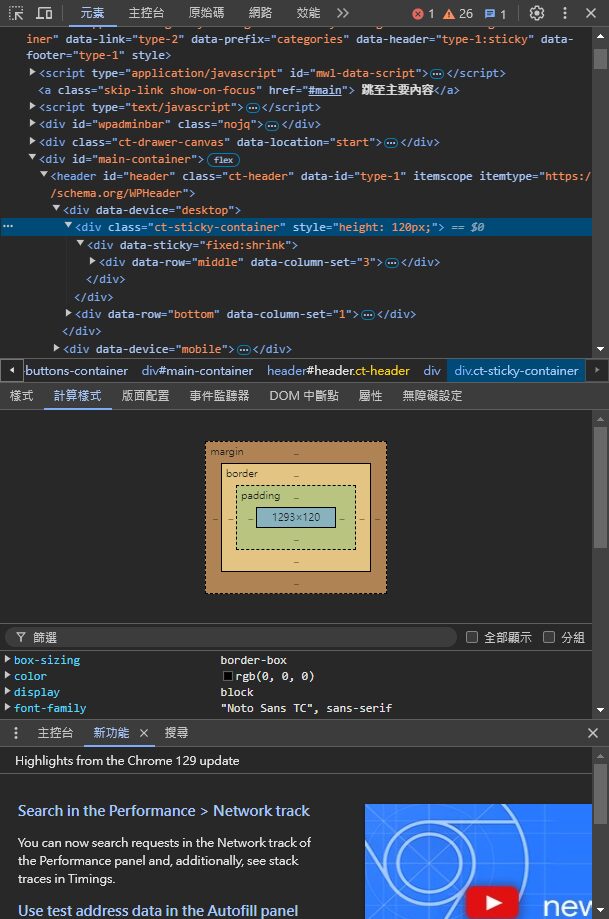 元素 主控台 原始碼 網路 效能 1 26 1
iner" data-link="type-2" data-prefix="categories" data-header="type-1:sticky" data-
footer="type-1" style>
<script type="application/javascript" id="mwl-data-script"></script>
<a class="skip-link show-on-focus" href="#main"> 跳至主要內容</a>
<script type="text/javascript"></script>
<div id="wpadminbar" class="nojq"></div>
<div class="ct-drawer-canvas" data-location="start"></div>
<div id="main-container"> flex
<header id="header" class="ct-header" data-id="type-1" itemscope itemtype="https:/
/schema.org/WPHeader">
<div data-device="desktop">
<div class="ct-sticky-container" style="height: 120px;"> == $0
<div data-sticky="fixed:shrink">
<div data-row="middle" data-column-set="3"></div>
</div>
</div>
<div data-row="bottom" data-column-set="1"></div>
</div>
<div data-device="mobile"></div>
-buttons-container div#main-container header#header.ct-header div div.ct-sticky-container
樣式 計算樣式 版面配置 事件監聽器 DOM 中斷點 屬性 無障礙設定
margin –
border –
padding –
– – – 1293×120 – – –
–
–
–
篩選 全部顯示 分組
box-sizing border-box
color rgb(0, 0, 0)
display block
font-family "Noto Sans TC", sans-serif
主控台 新功能 搜尋
Highlights from the Chrome 129 update
Search in the Performance > Network track
You can now search requests in the Network track of
the Performance panel and, additionally, see stack
traces in Timings.
Use test address data in the Autofill panel
new